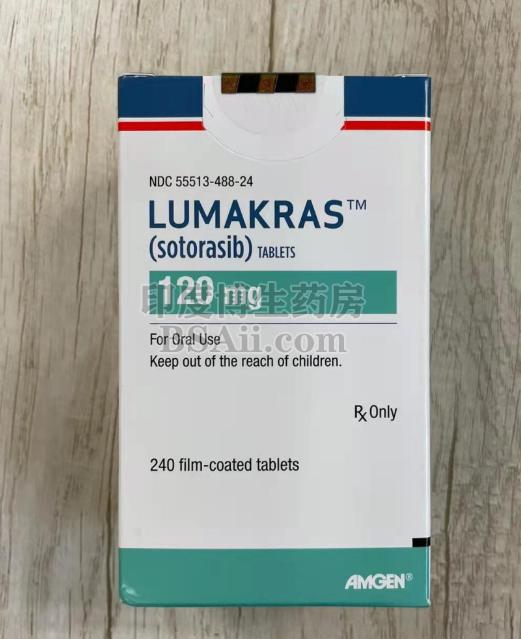 NDC 55513-488-24
LUMAKRAS™
(sotorasib) TABLETS
120 mg
印度博生药房
BSAii.com
For Oral Use
Keep out of the reach of children.
Rx Only
240 film-coated tablets
AMGEN®